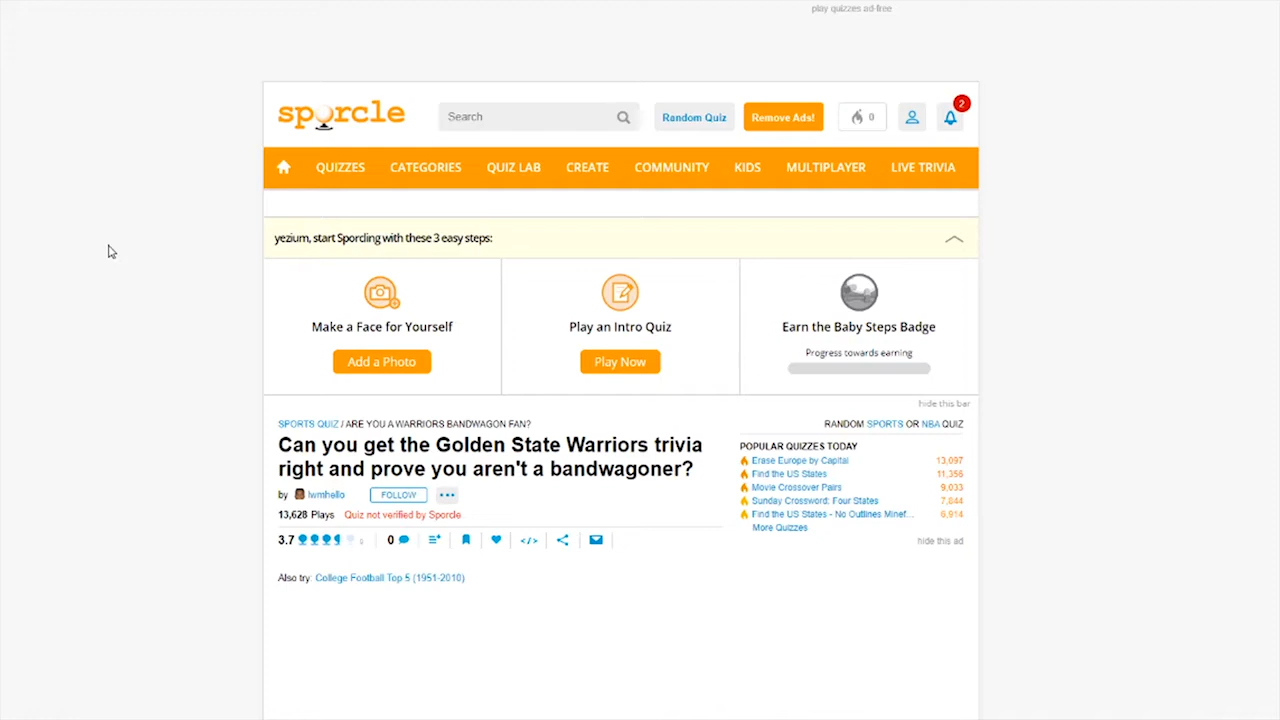 play quizzes ad-free
sporcle
Search
Random Quiz
Remove Ads!
0
2
QUIZZES
CATEGORIES
QUIZ LAB
CREATE
COMMUNITY
KIDS
MULTIPLAYER
LIVE TRIVIA
yezium, start Sporcling with these 3 easy steps:
Make a Face for Yourself
Add a Photo
Play an Intro Quiz
Play Now
Earn the Baby Steps Badge
Progress towards earning
hide this bar
SPORTS QUIZ / ARE YOU A WARRIORS BANDWAGON FAN?
Can you get the Golden State Warriors trivia
right and prove you aren't a bandwagoner?
by lwmhello
FOLLOW
13,628 Plays Quiz not verified by Sporcle
3.7
0
Also try: College Football Top 5 (1951-2010)
RANDOM SPORTS OR NBA QUIZ
POPULAR QUIZZES TODAY
Erase Europe by Capital 13,097
Find the US States 11,356
Movie Crossover Pairs 9,033
Sunday Crossword: Four States 7,844
Find the US States - No Outlines Minef... 6,914
More Quizzes
hide this ad